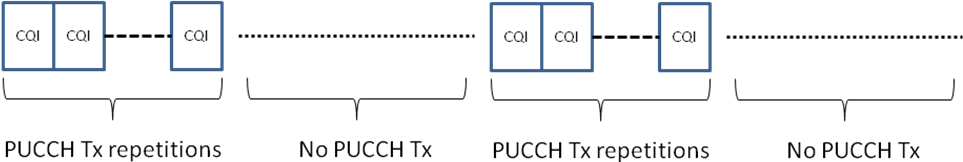 CQI CQI CQI CQI CQI CQI
PUCCH Tx repetitions No PUCCH Tx PUCCH Tx repetitions No PUCCH Tx